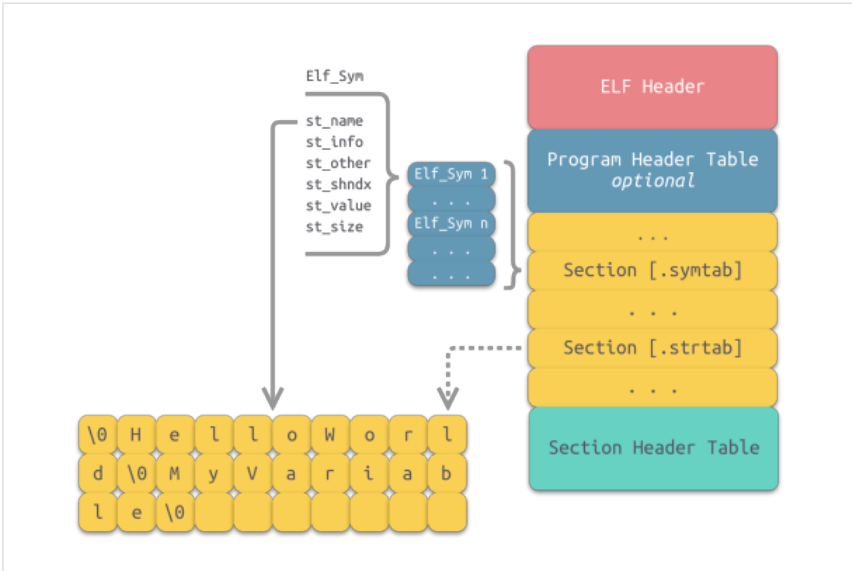 Elf_Sym
st_name
st_info
st_other
st_shndx
st_value
st_size
Elf_Sym 1
. . .
Elf_Sym n
. . .
. . .
ELF Header
Program Header Table
optional
...
Section [.symtab]
. . .
Section [.strtab]
. . .
Section Header Table
\0 H e l l o W o r l
d \0 M y V a r i a b
l e \0